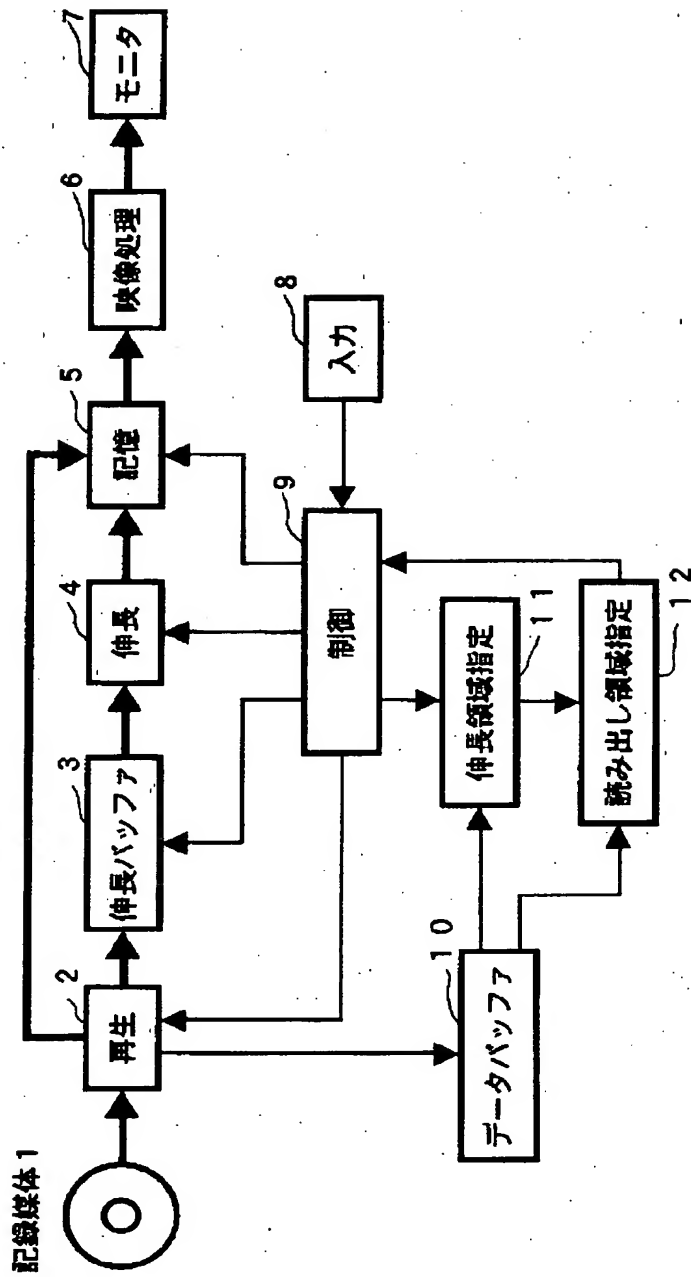 記録媒体1
再生
2
伸長バッファ
3
伸長
4
記憶
5
映像処理
6
モニタ
7
入力
8
制御
9
データバッファ
10
伸長領域指定
11
読み出し領域指定
12